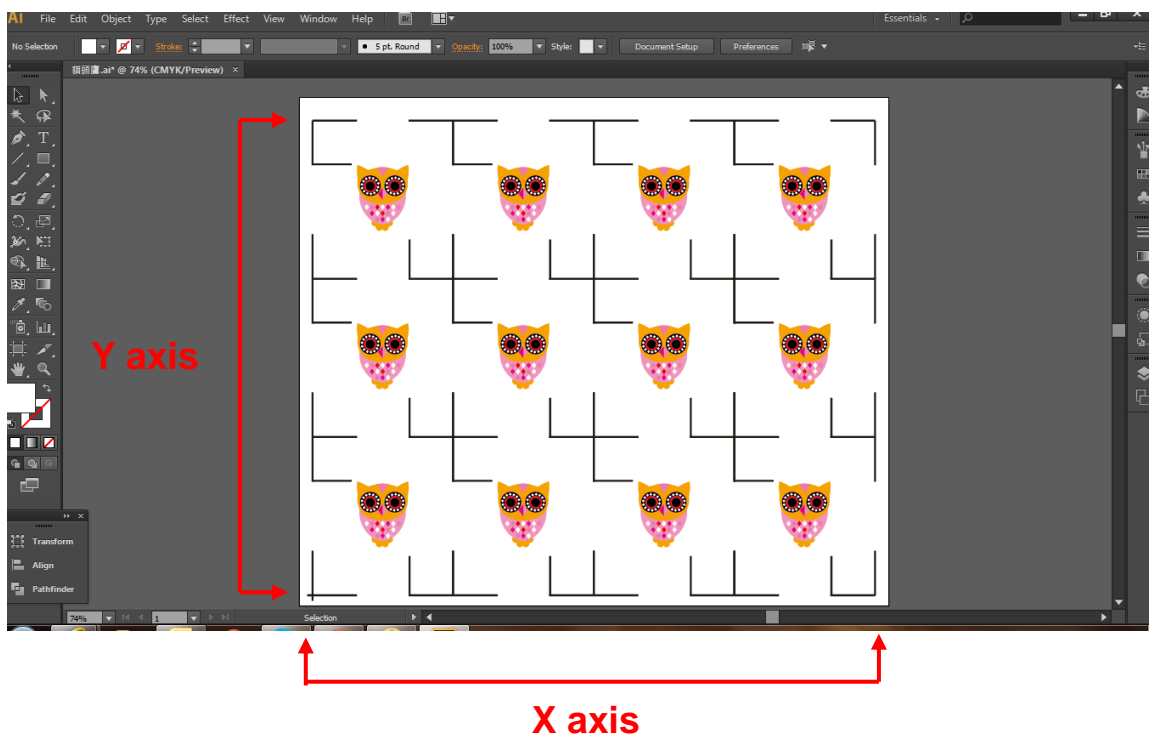 Ai File Edit Object Type Select Effect View Window Help Br Essentials
No Selection Stroke: 5 pt. Round Opacity: 100% Style: Document Setup Preferences
.ai* @ 74% (CMYK/Preview) ×
Y axis
Transform
Align
Pathfinder
74% 1 Selection
X axis